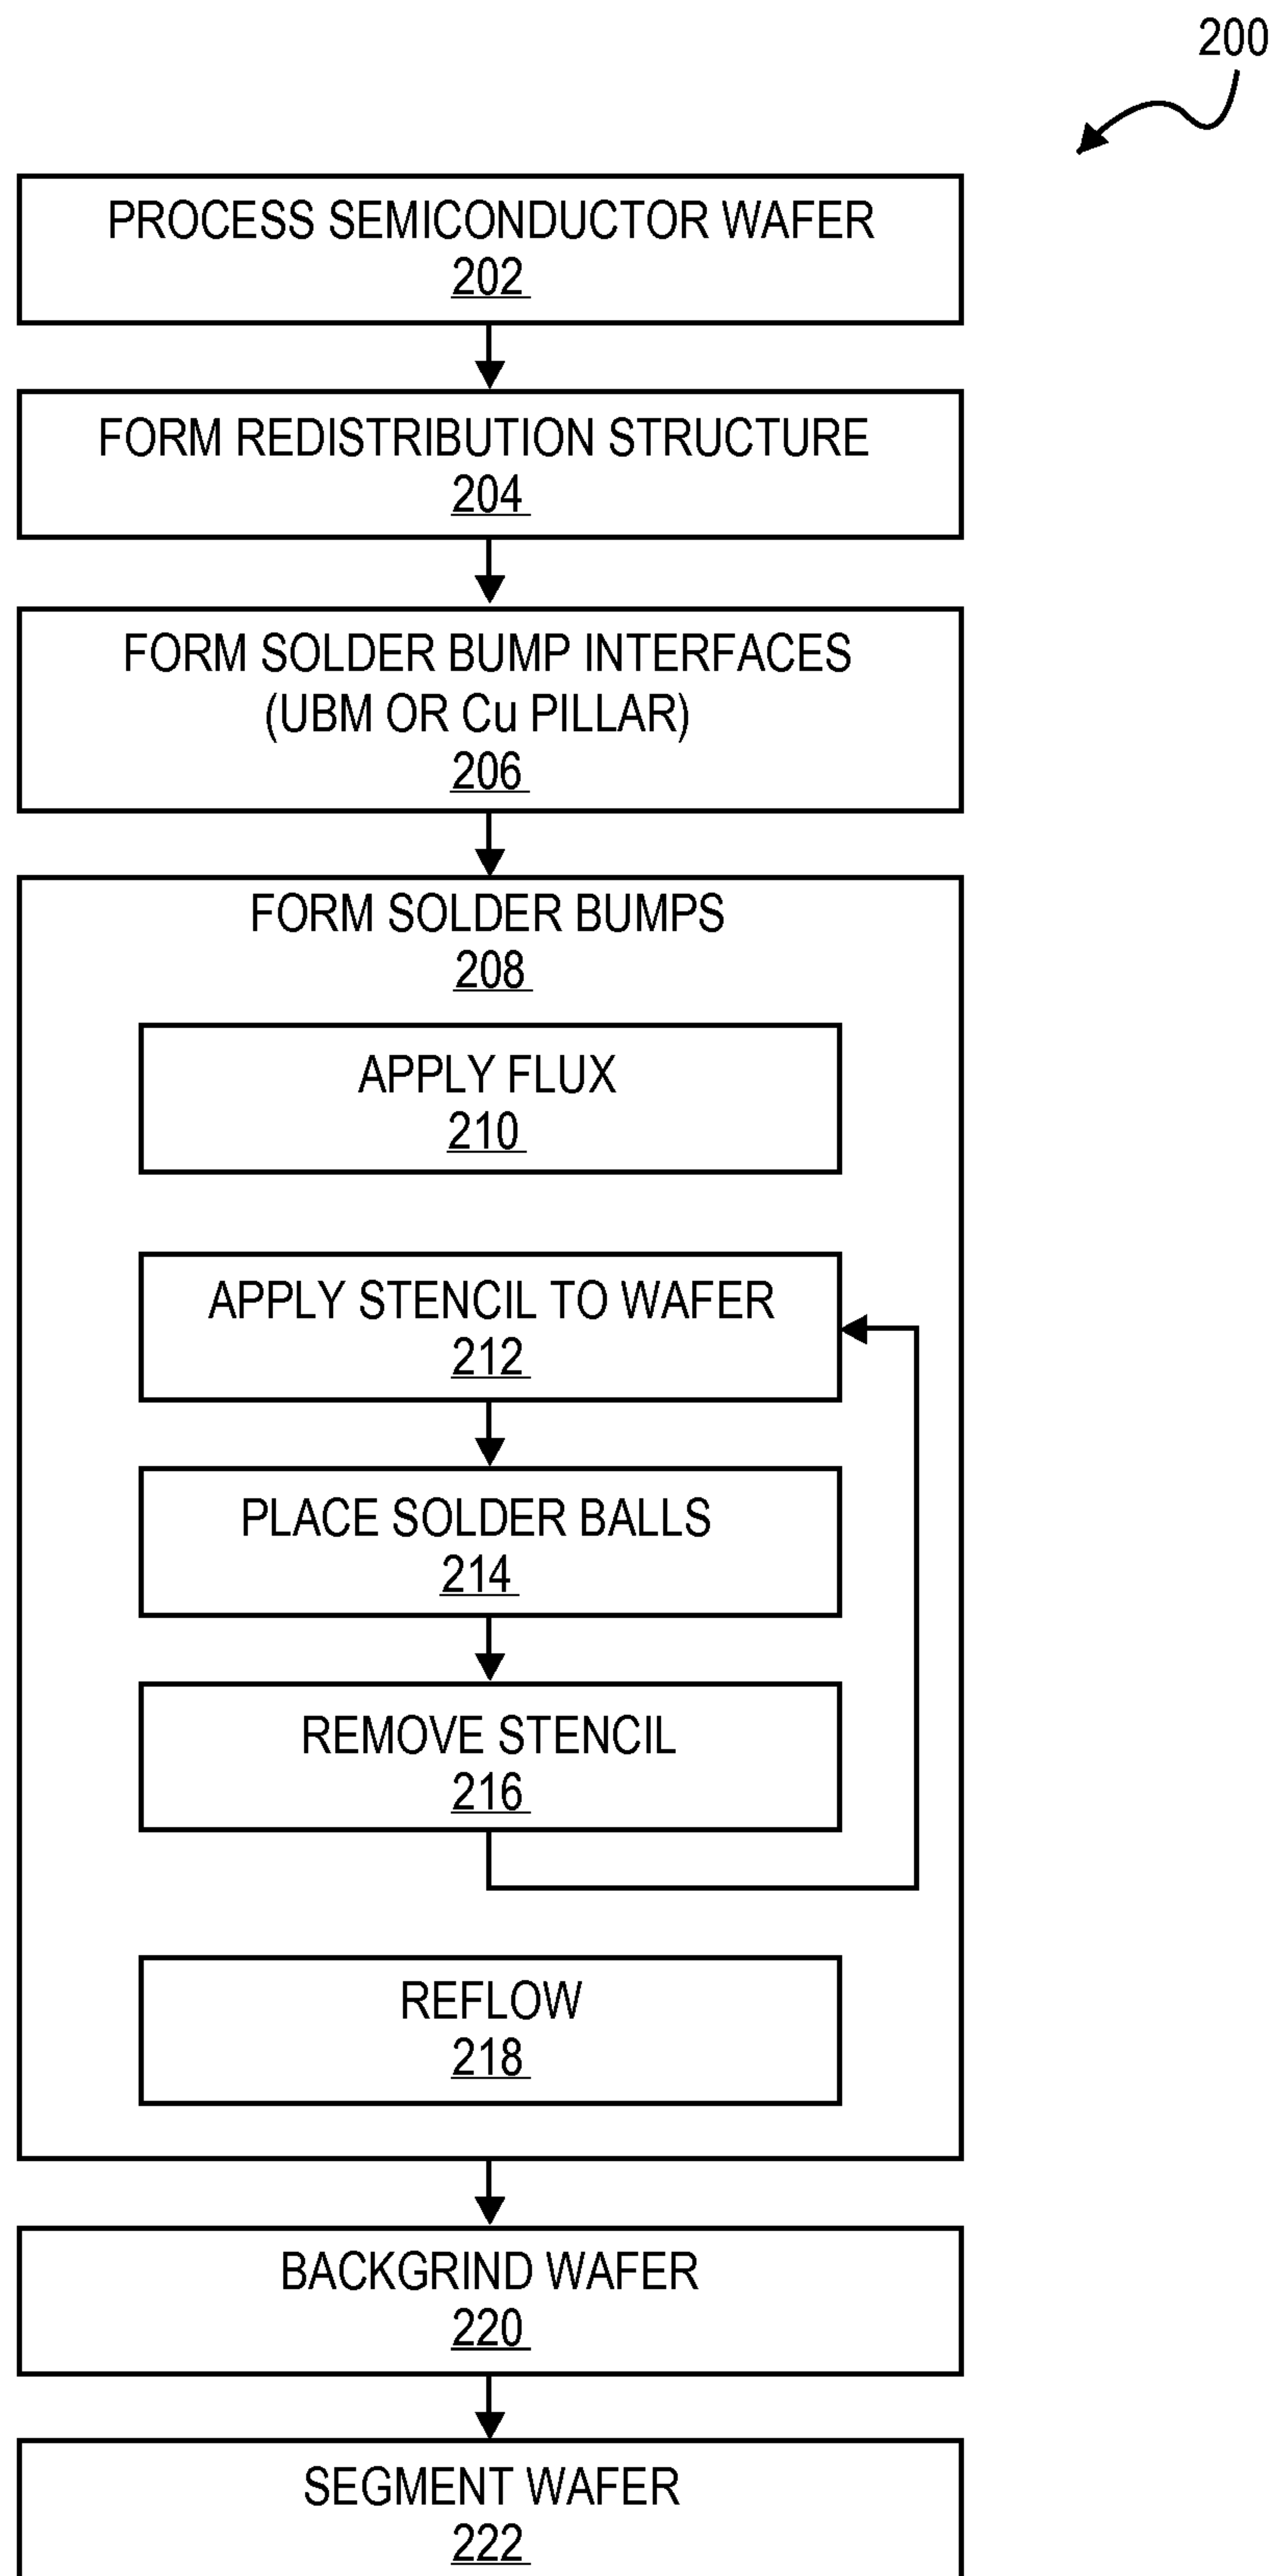 200
PROCESS SEMICONDUCTOR WAFER
202
FORM REDISTRIBUTION STRUCTURE
204
FORM SOLDER BUMP INTERFACES
(UBM OR Cu PILLAR)
206
FORM SOLDER BUMPS
208
APPLY FLUX
210
APPLY STENCIL TO WAFER
212
PLACE SOLDER BALLS
214
REMOVE STENCIL
216
REFLOW
218
BACKGRIND WAFER
220
SEGMENT WAFER
222